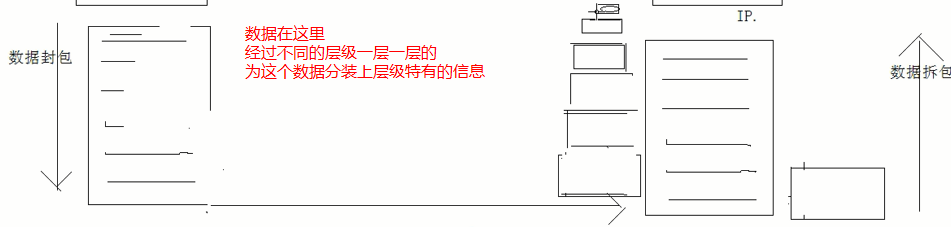 IP.
数据在这里
经过不同的层级一层一层的
为这个数据分装上层级特有的信息
数据封包
数据拆包